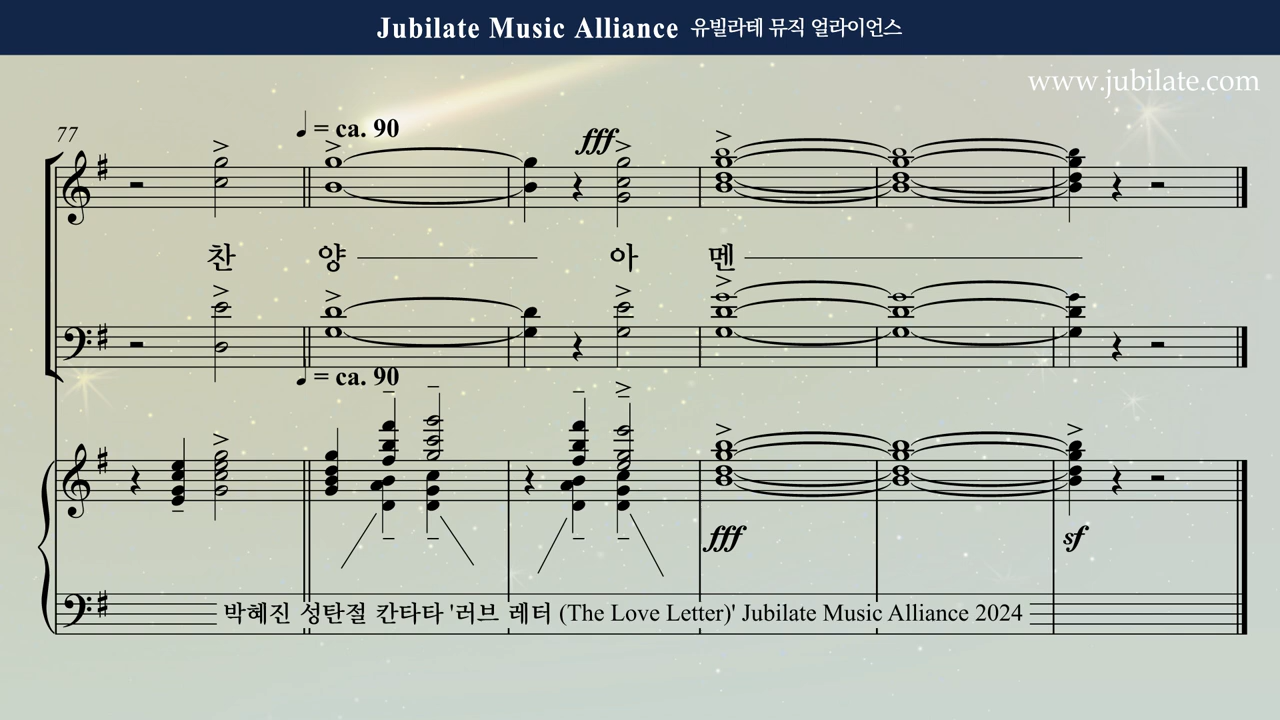 Jubilate Music Alliance 유빌라테 뮤직 얼라이언스
www.jubilate.com
77
♩ = ca. 90
fff
찬 양 아 멘
♩ = ca. 90
fff sf
박혜진 성탄절 칸타타 '러브 레터 (The Love Letter)' Jubilate Music Alliance 2024